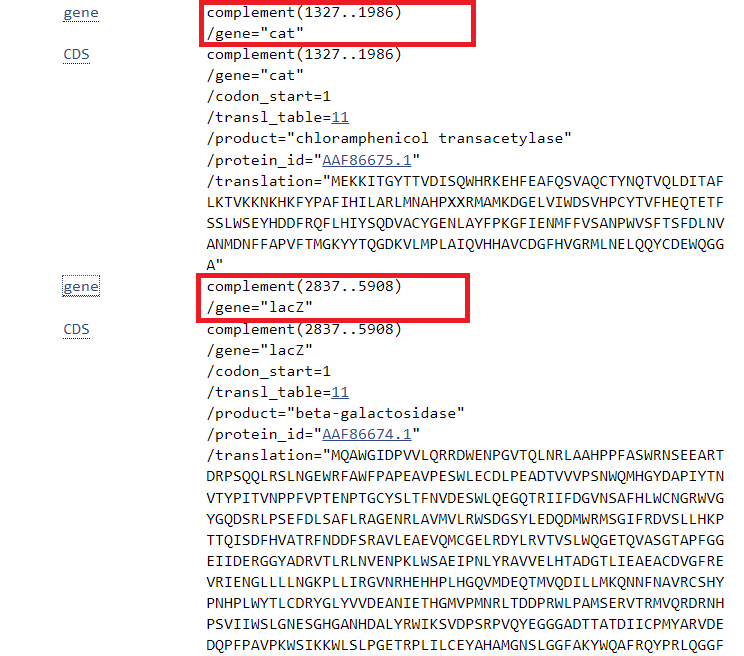 gene complement(1327..1986)
/gene="cat"
CDS complement(1327..1986)
/gene="cat"
/codon_start=1
/transl_table=11
/product="chloramphenicol transacetylase"
/protein_id="AAF86675.1"
/translation="MEKKITGYTTVDISQWHRKEHFEAFQSVAQCTYNQTVQLDITAF
LKTVKKNKHKFYPAFIHILARLMNAHPXXRMAMKDGELVIWDSVHPCYTVFHEQTETF
SSLWSEYHDDFRQFLHIYSQDVACYGENLAYFPKGFIENMFFVSANPWVSFTSFDLNV
ANMDNFFAPVFTMGKYYTQGDKVLMPLAIQVHHAVCDGFHVGRMLNELQQYCDEWQGG
A"
gene complement(2837..5908)
/gene="lacZ"
CDS complement(2837..5908)
/gene="lacZ"
/codon_start=1
/transl_table=11
/product="beta-galactosidase"
/protein_id="AAF86674.1"
/translation="MQAWGIDPVVLQRRDWENPGVTQLNRLAAHPPFASWRNSEEART
DRPSQQLRSLNGEWRFAWFPAPEAVPESWLECDLPEADTVVVPSNWQMHGYDAPIYTN
VTYPITVNPPFVPTENPTGCYSLTFNVDESWLQEGQTRIIFDGVNSAFHLWCNGRWVG
YGQDSRLPSEFDLSAFLRAGENRLAVMVLRWSDGSYLEDQDMWRMSGIFRDVSLLHKP
TTQISDFHVATRFNDDFSRAVLEAEVQMCGELRDYLRVTVSLWQGETQVASGTAPFGG
EIIDERGGYADRVTLRLNVENPKLWSAEIPNLYRAVVELHTADGTLIEAEACDVGFRE
VRIENGLLLLNGKPLLIRGVNRHEHHPLHGQVMDEQTMVQDILLMKQNNFNAVRCSHY
PNHPLWYTLCDRYGLYVVDEANIETHGMVPMNRLTDDPRWLPAMSERVTRMVQRDRNH
PSVIIWSLGNESGHGANHDALYRWIKSVDPSRPVQYEGGGADTTATDIICPMYARVDE
DQPFPAVPKWSIKKWLSLPGETRPLILCEYAHAMGNSLGGFAKYWQAFRQYPRLQGGF